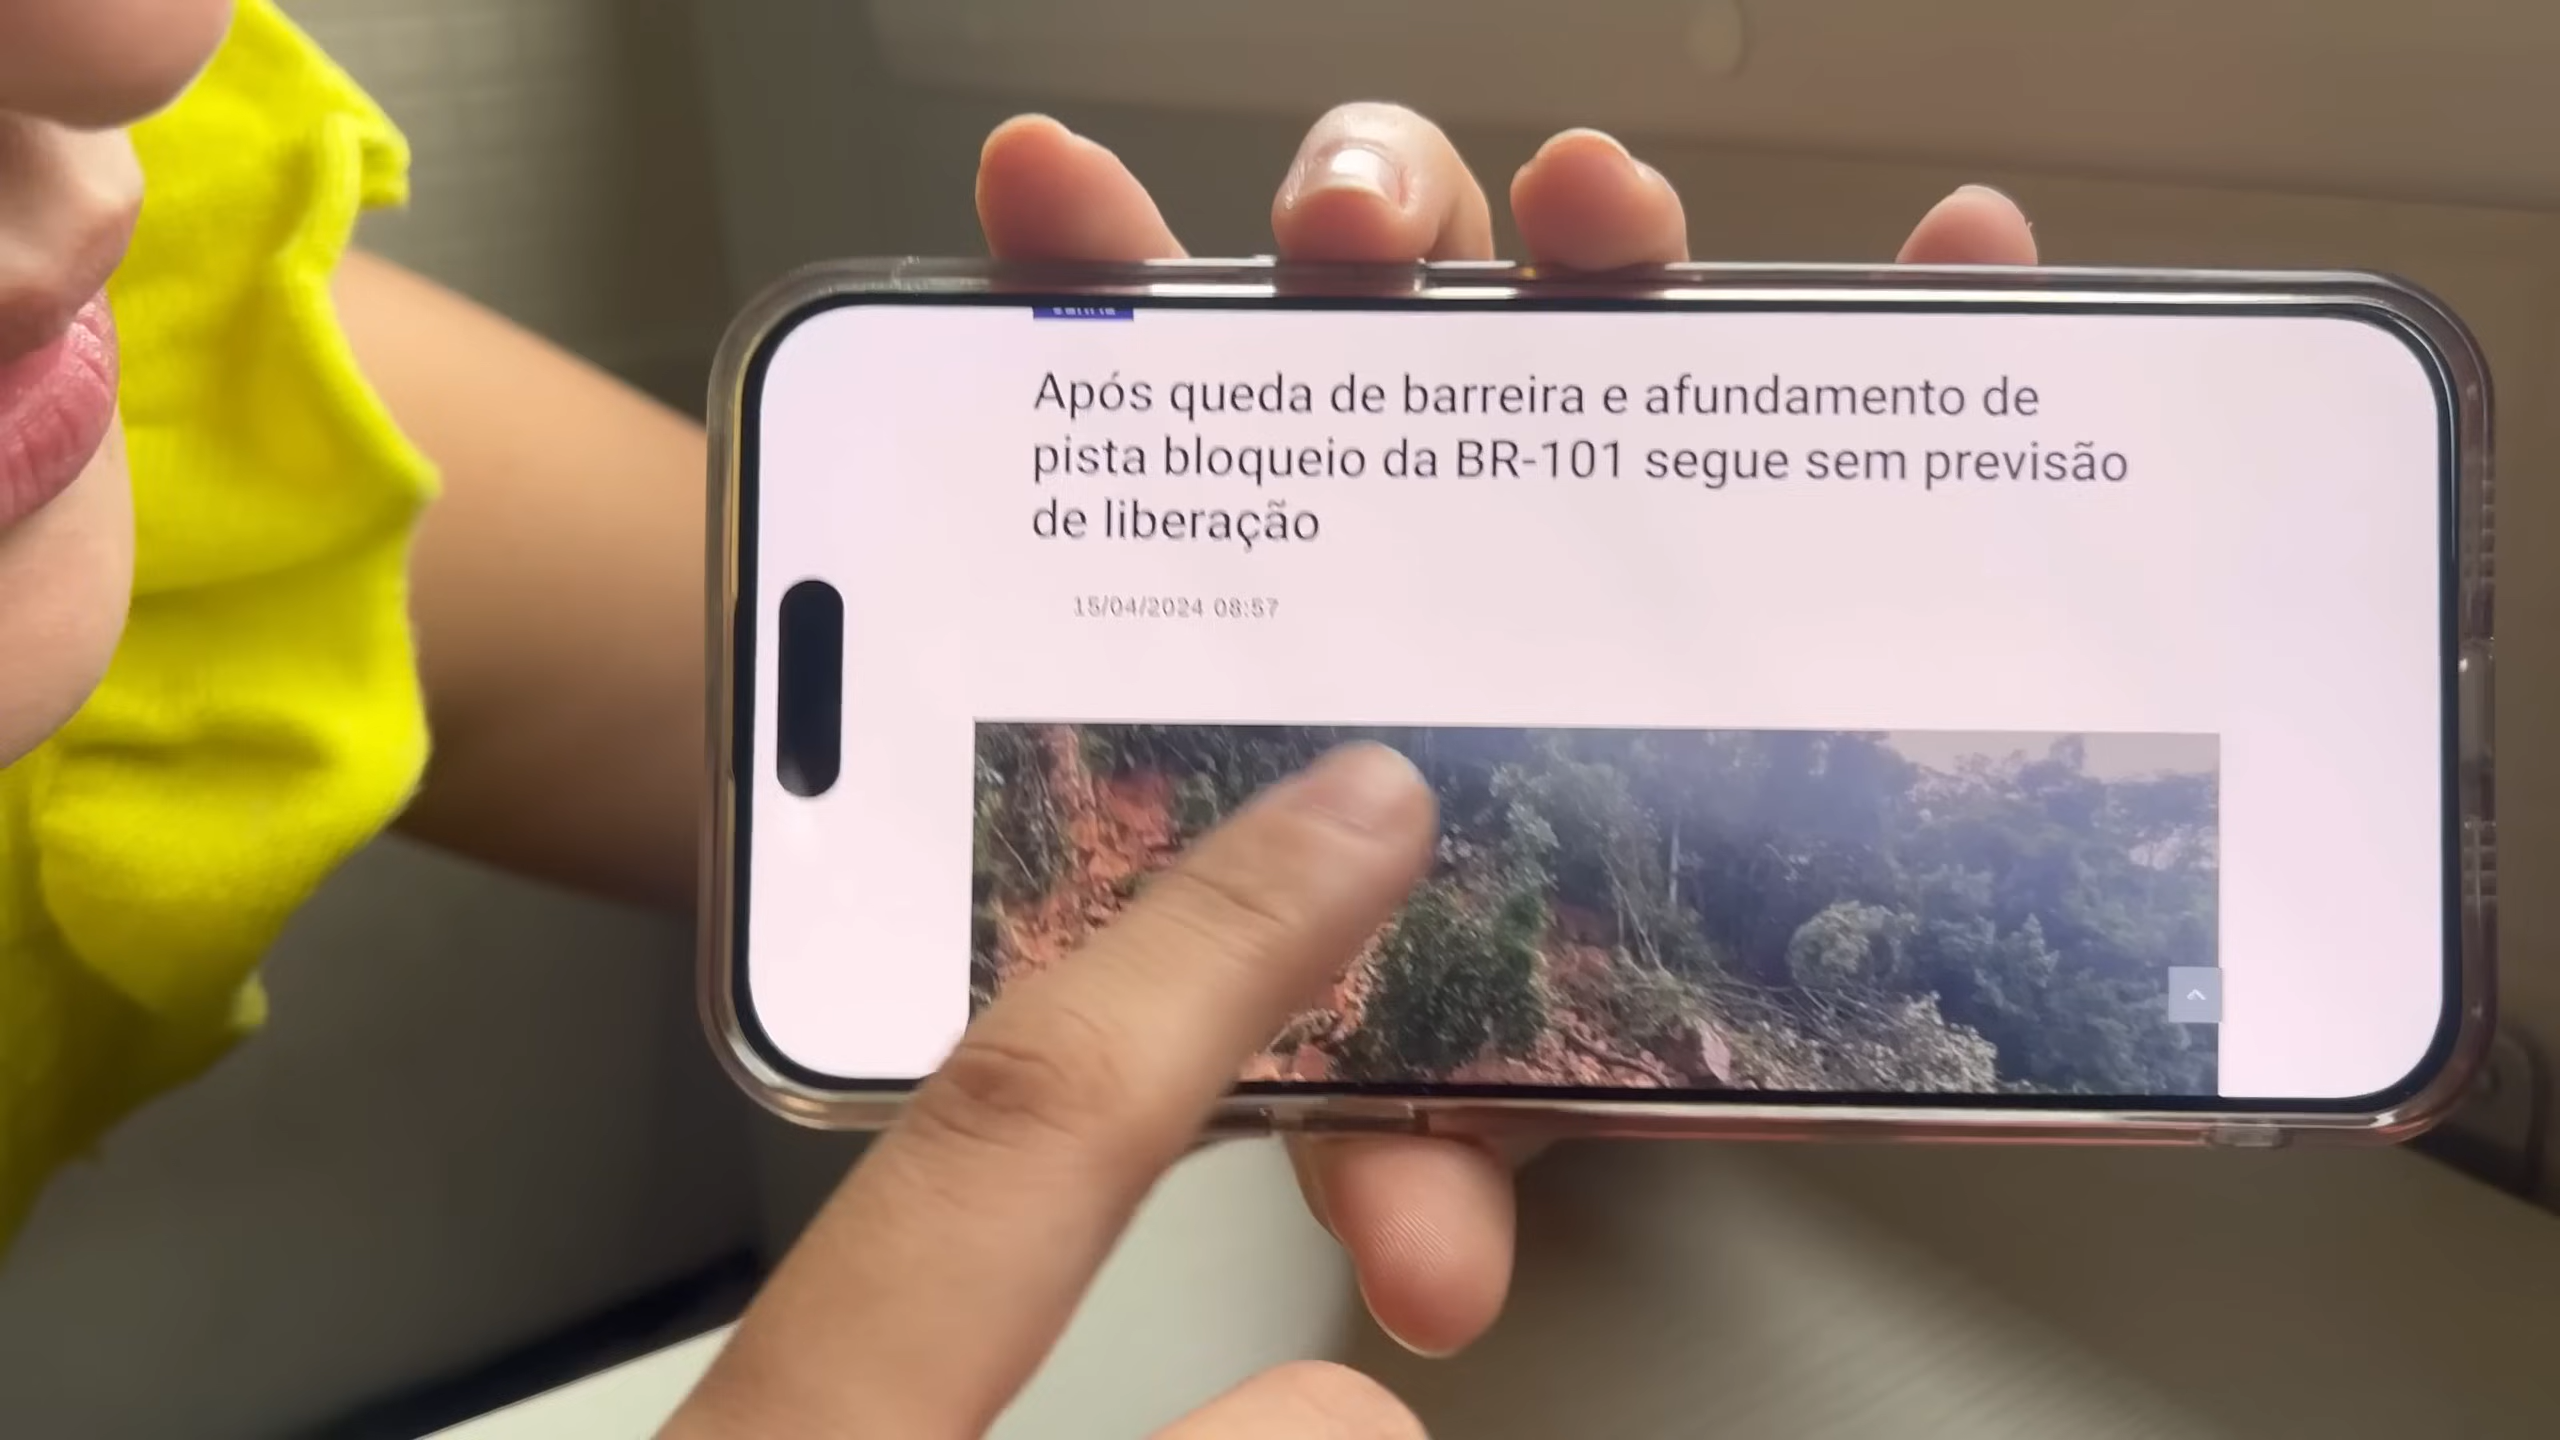 Após queda de barreira e afundamento de
pista bloqueio da BR-101 segue sem previsão
de liberação
15/04/2024 08:57